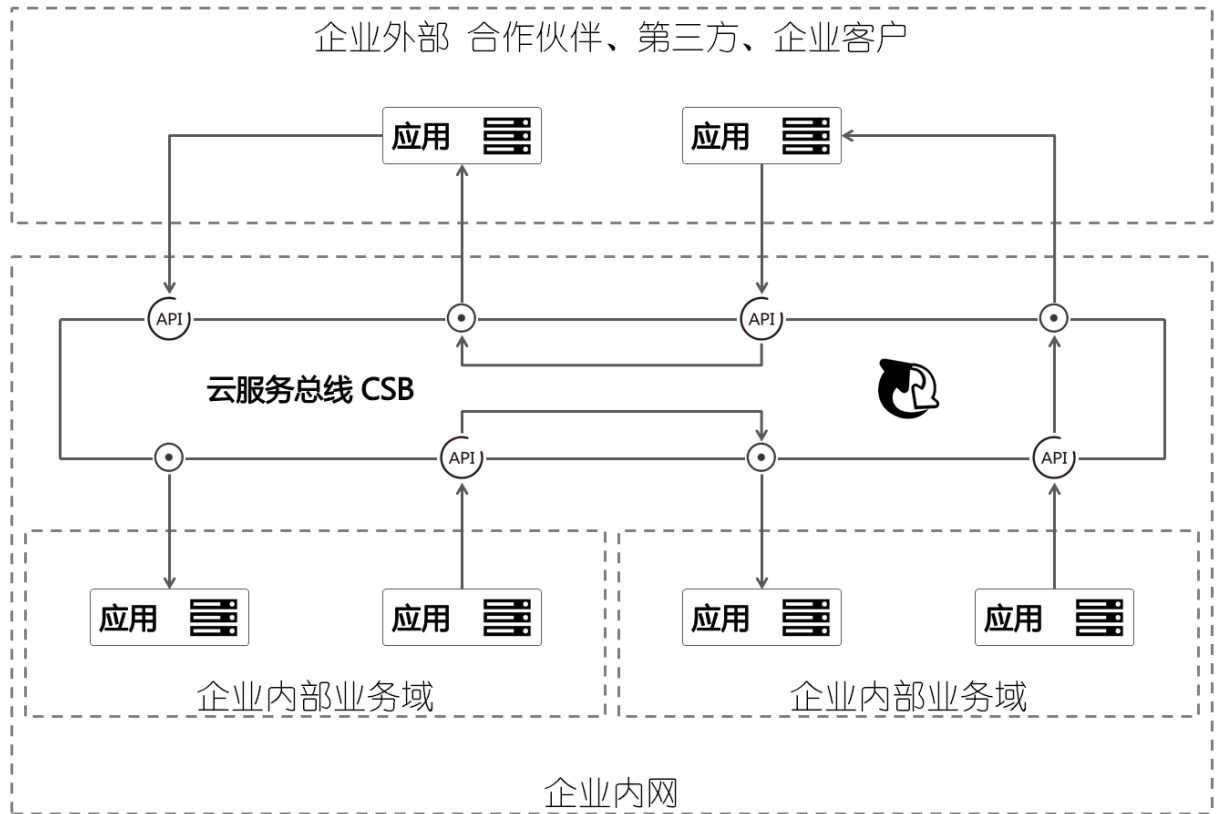 企业外部 合作伙伴、第三方、企业客户
应用
应用
API
API
云服务总线 CSB
API
API
应用
应用
应用
应用
企业内部业务域
企业内部业务域
企业内网